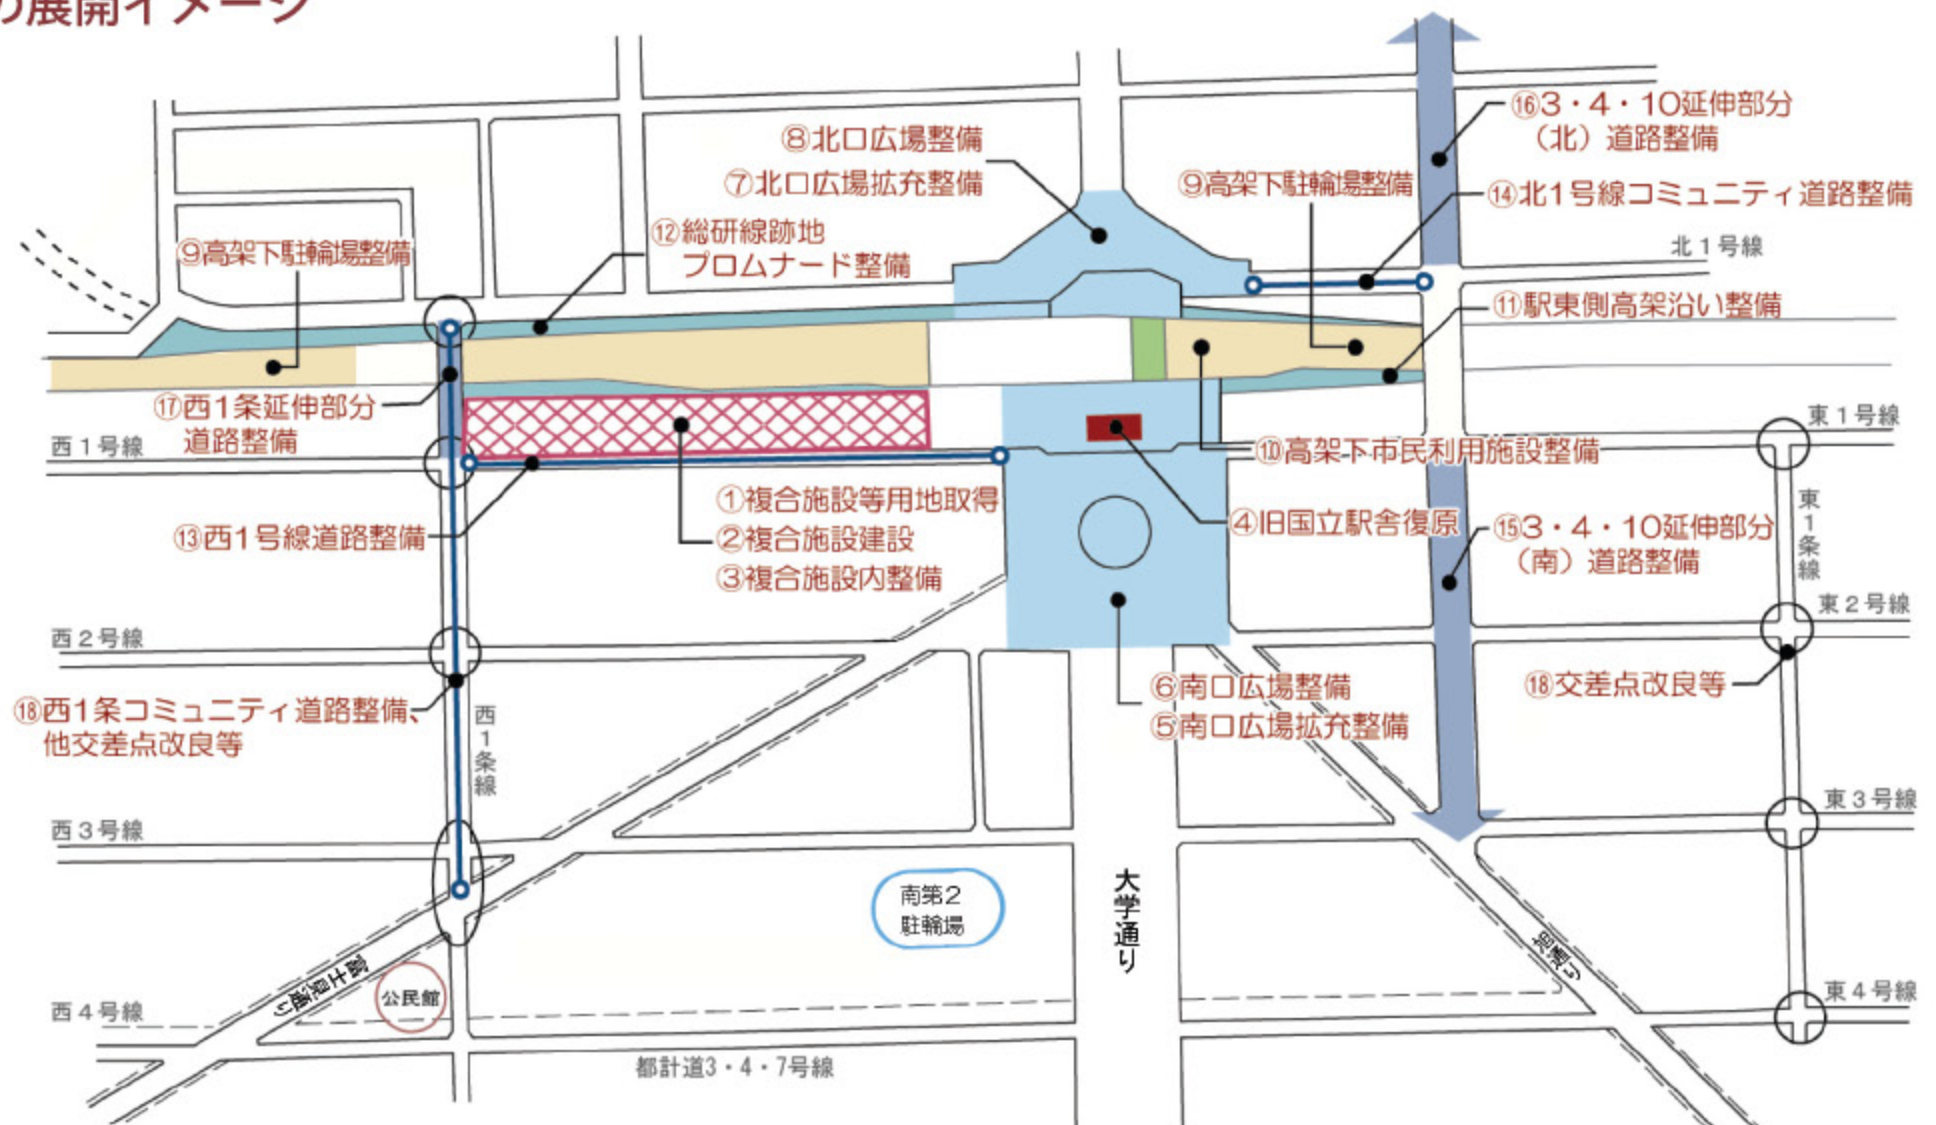 の展開イメージ
⑯3・4・10延伸部分
（北）道路整備
⑧北口広場整備
⑦北口広場拡充整備
⑨高架下駐輪場整備
⑭北1号線コミュニティ道路整備
⑫総研線跡地
プロムナード整備
⑨高架下駐輪場整備
北1号線
⑪駅東側高架沿い整備
⑰西1条延伸部分
道路整備
西1号線
東1号線
⑩高架下市民利用施設整備
①複合施設等用地取得
②複合施設建設
③複合施設内整備
⑬西1号線道路整備
④旧国立駅舎復原
⑮3・4・10延伸部分
（南）道路整備
東1条線
西2号線
東2号線
⑱西1条コミュニティ道路整備、
他交差点改良等
西1条線
⑥南口広場整備
⑤南口広場拡充整備
⑱交差点改良等
西3号線
東3号線
南第2
駐輪場
大学通り
旭通り
富士見通り
公民館
西4号線
東4号線
都計道3・4・7号線